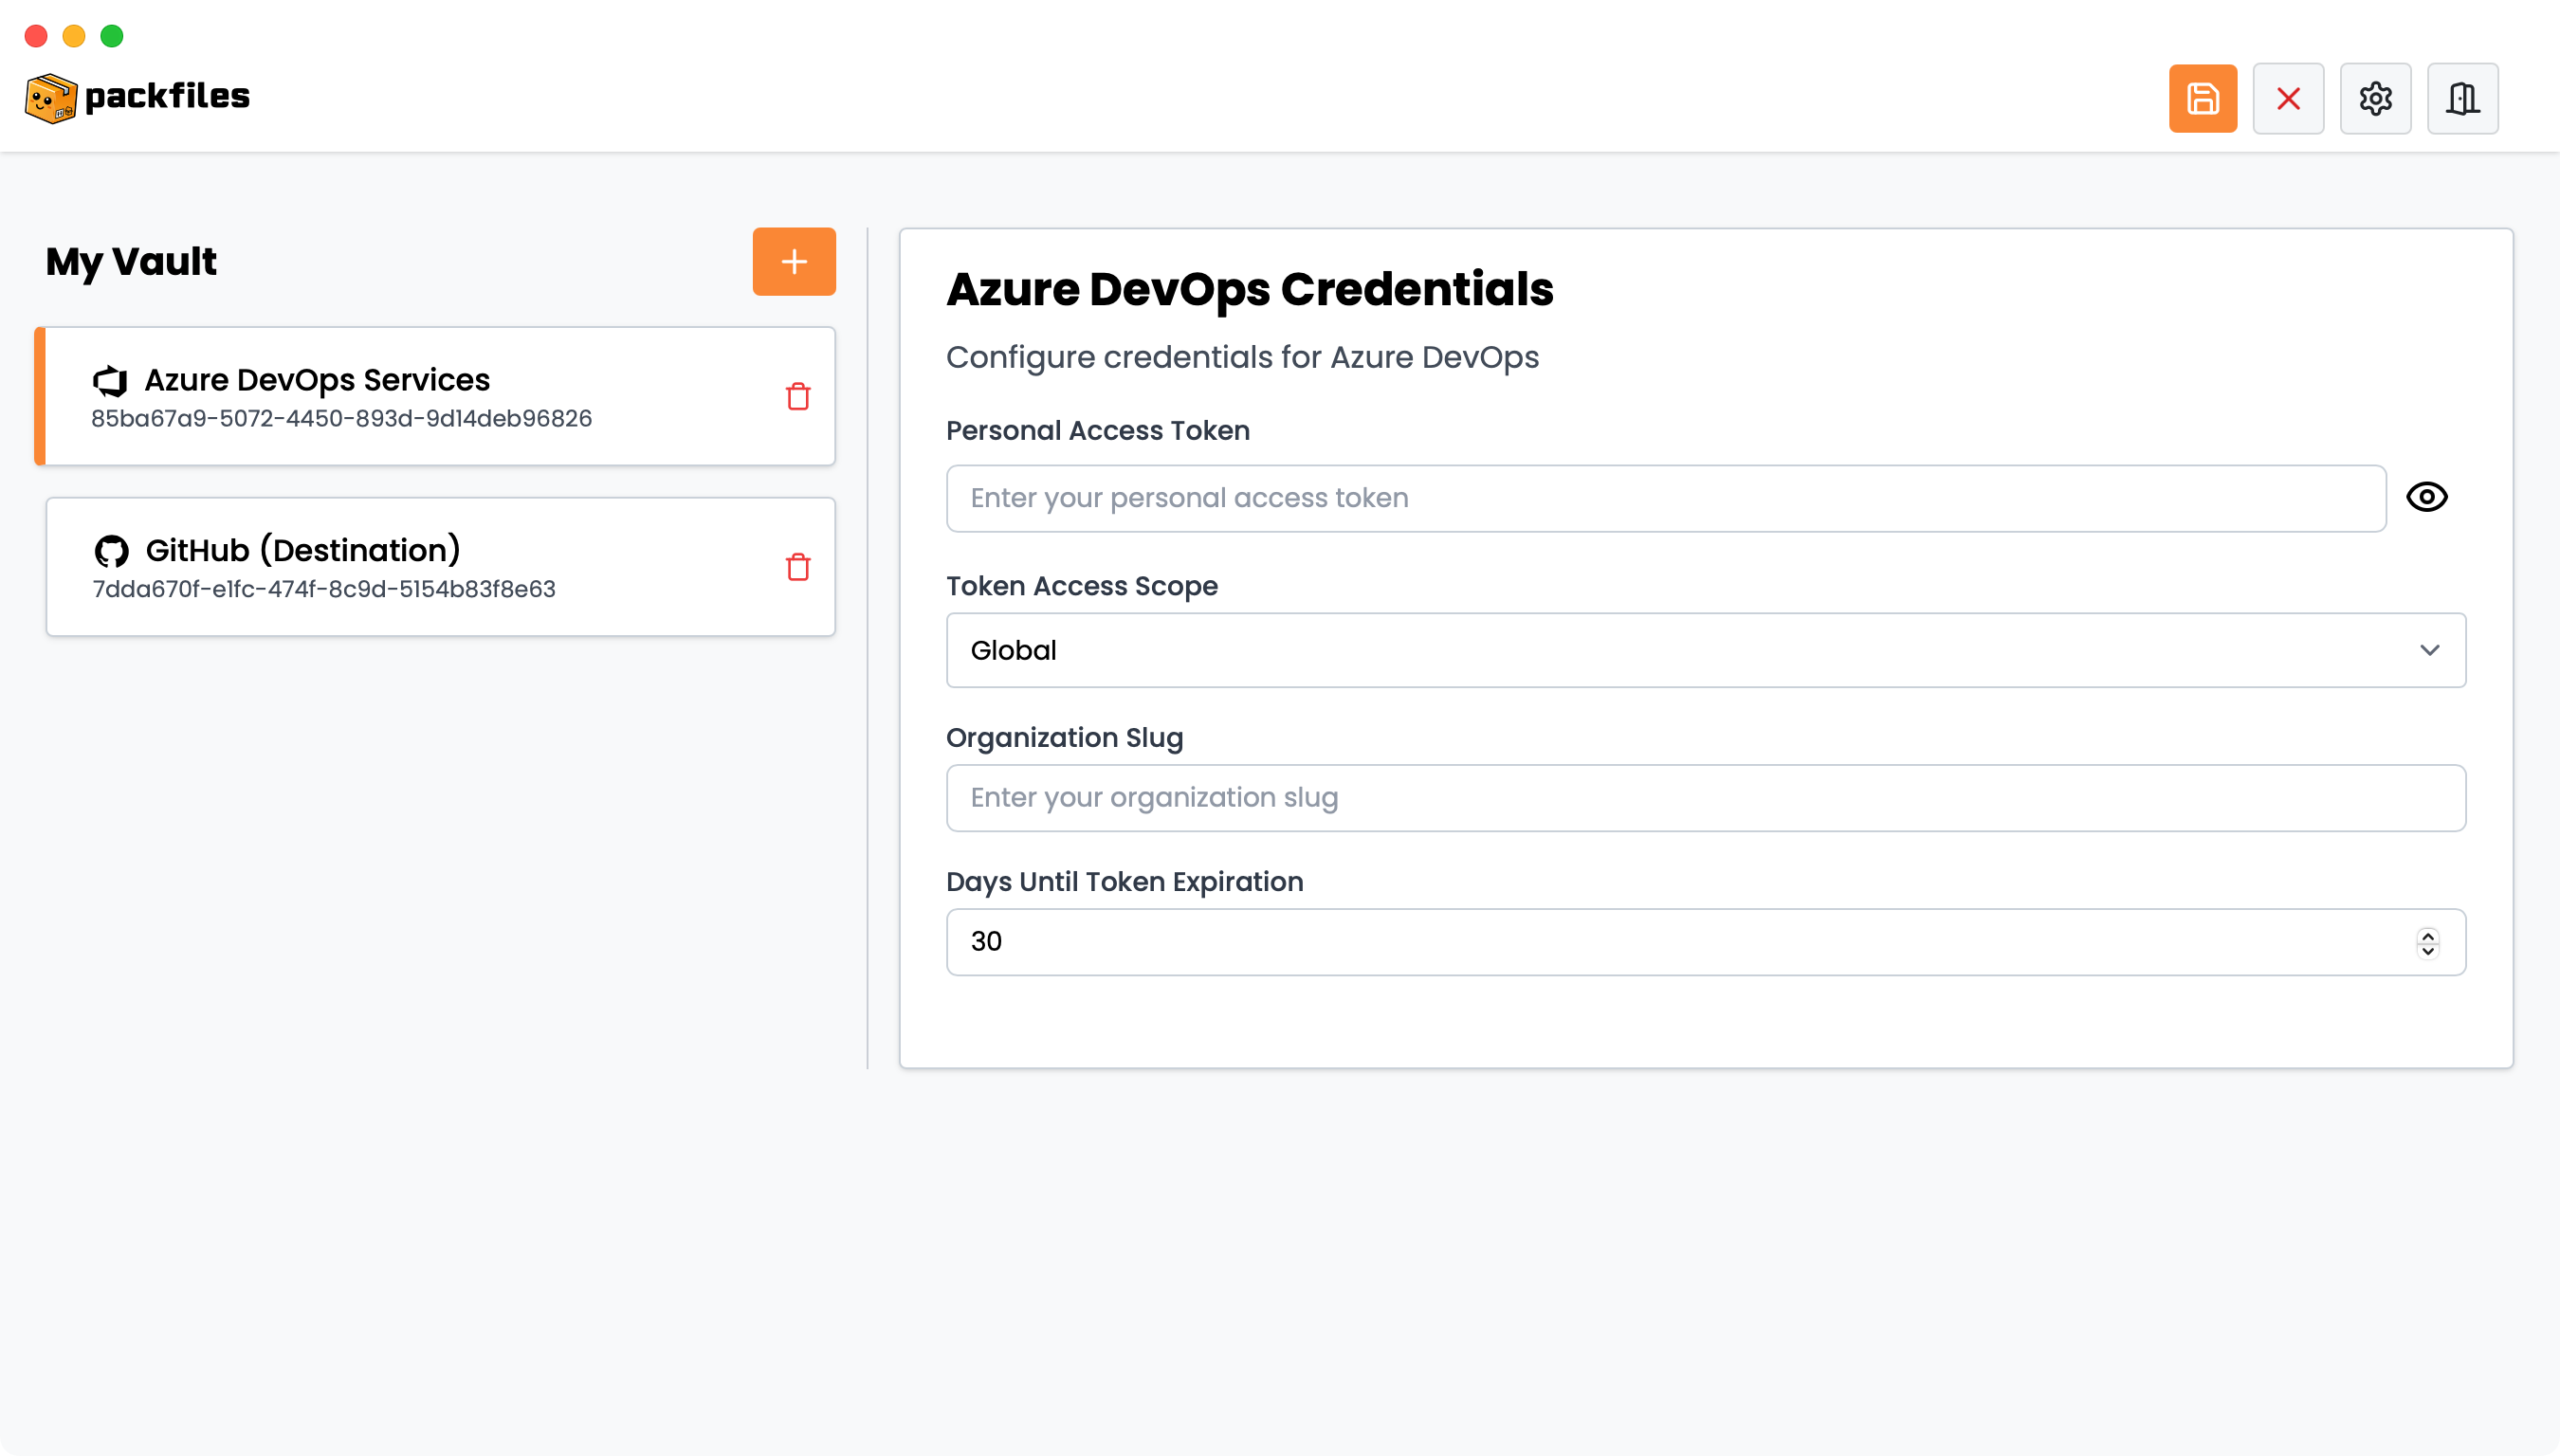 packfiles
My Vault
Azure DevOps Services
85ba67a9-5072-4450-893d-9d14deb96826
GitHub (Destination)
7dda670f-e1fc-474f-8c9d-5154b83f8e63
Azure DevOps Credentials
Configure credentials for Azure DevOps
Personal Access Token
Enter your personal access token
Token Access Scope
Global
Organization Slug
Enter your organization slug
Days Until Token Expiration
30